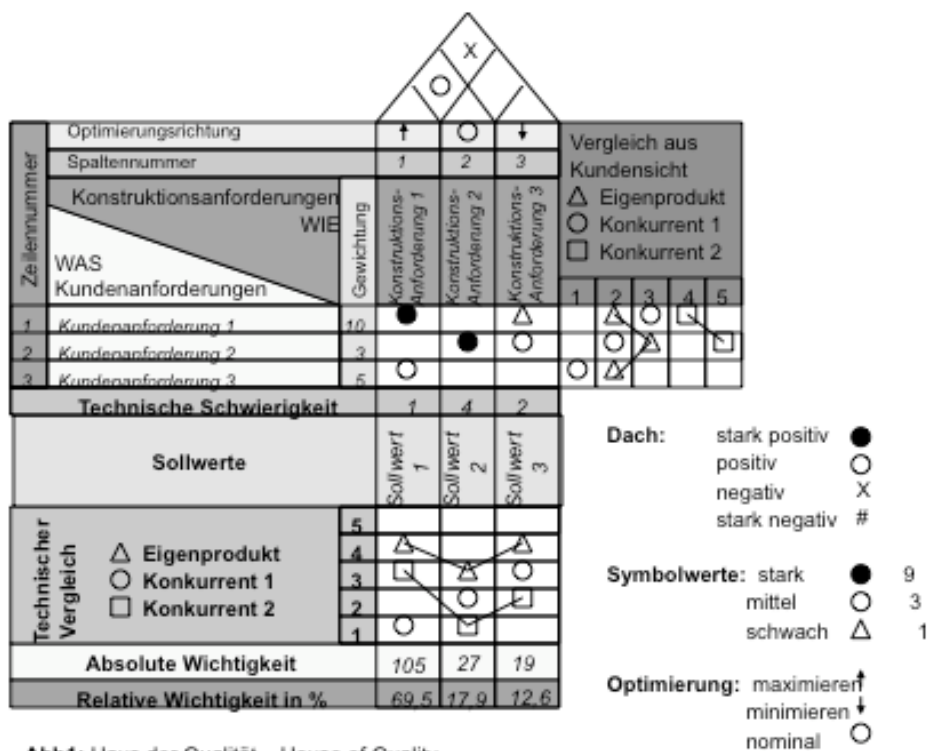 X
Zeilennummer
Optimierungsrichtung
Spaltennummer
1 2 3
Konstruktionsanforderungen
WIE
WAS
Kundenanforderungen
Gewichtung
Konstruktions-
Anforderung 1
Konstruktions-
Anforderung 2
Konstruktions-
Anforderung 3
Vergleich aus
Kundensicht
Eigenprodukt
Konkurrent 1
Konkurrent 2
1 2 3 4 5
1 Kundenanforderung 1 10
2 Kundenanforderung 2 3
3 Kundenanforderung 3 5
Technische Schwierigkeit 1 4 2
Sollwerte
Sollwert
1
Sollwert
2
Sollwert
3
Technischer
Vergleich
Eigenprodukt
Konkurrent 1
Konkurrent 2
5
4
3
2
1
Absolute Wichtigkeit 105 27 19
Relative Wichtigkeit in % 69,5 17,9 12,6
Dach: stark positiv
positiv
negativ X
stark negativ #
Symbolwerte: stark 9
mittel 3
schwach 1
Optimierung: maximieren
minimieren
nominal